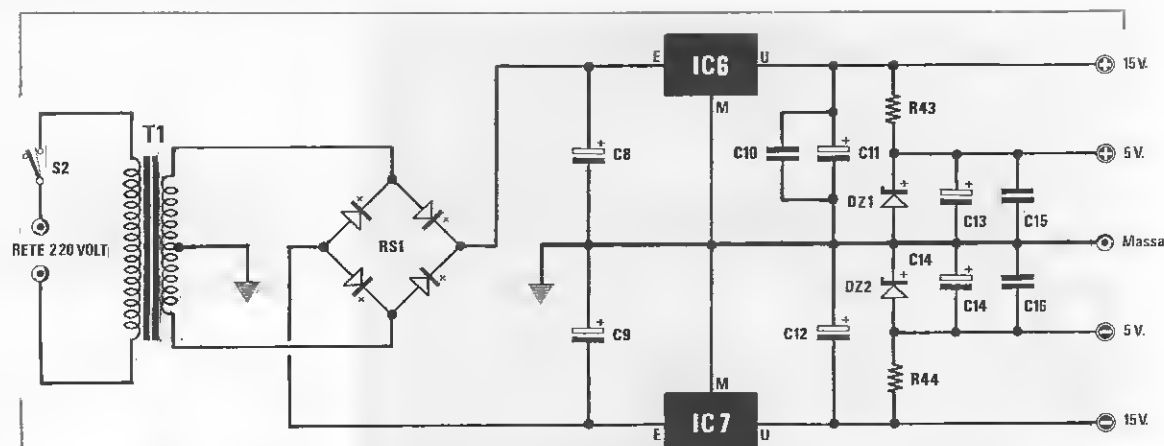 E IC6 U
15V.
M
R43
T1
S2
C8
C10
C11
5V.
DZ1
C13
C15
RETE 220 VOLT
RS1
Massa
C14
DZ2
C14
C16
C9
C12
5V.
R44
M
E IC7 U
15V.